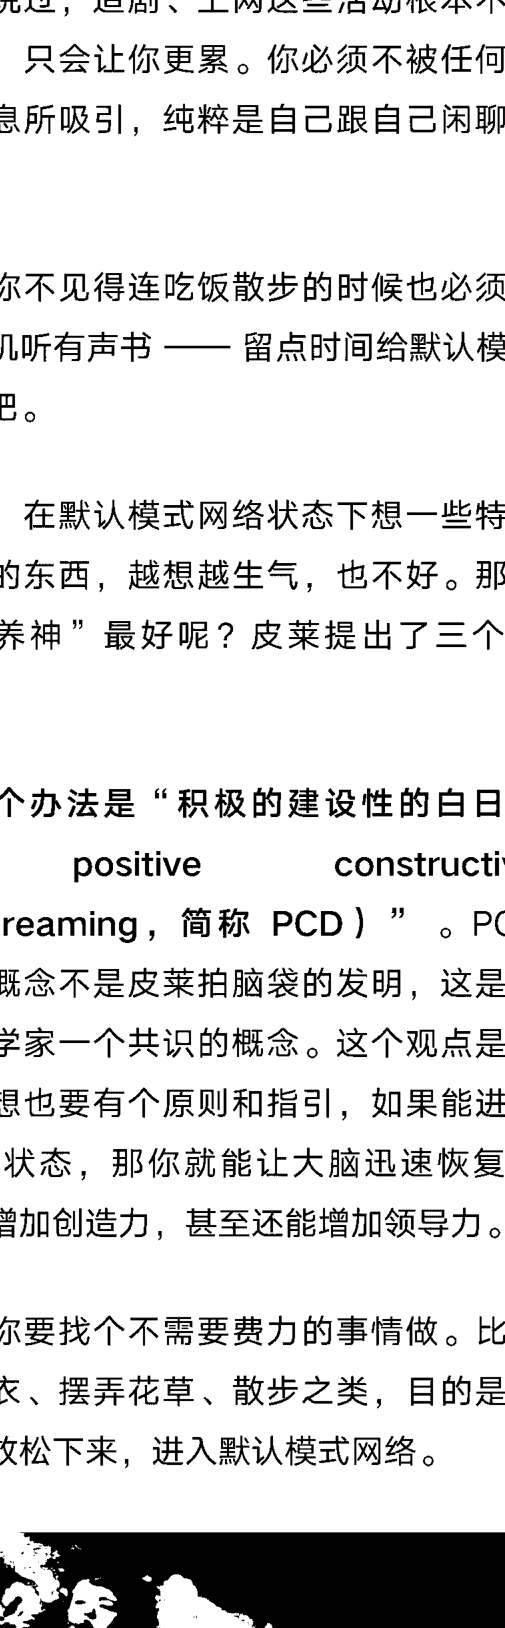 说过，追剧、上网这些活动根本不
只会让你更累。你必须不被任何
息所吸引，纯粹是自己跟自己闲聊
你不见得连吃饭散步的时候也必须
机听有声书 —— 留点时间给默认模
吧。
在默认模式网络状态下想一些特
的东西，越想越生气，也不好。那
养神”最好呢？皮莱提出了三个
个办法是“积极的建设性的白日
positive constructiv
reaming，简称 PCD）”。PC
概念不是皮莱拍脑袋的发明，这是
学家一个共识的概念。这个观点是
想也要有个原则和指引，如果能进
状态，那你就能让大脑迅速恢复
增加创造力，甚至还能增加领导力。
你要找个不需要费力的事情做。比
衣、摆弄花草、散步之类，目的是
放松下来，进入默认模式网络。